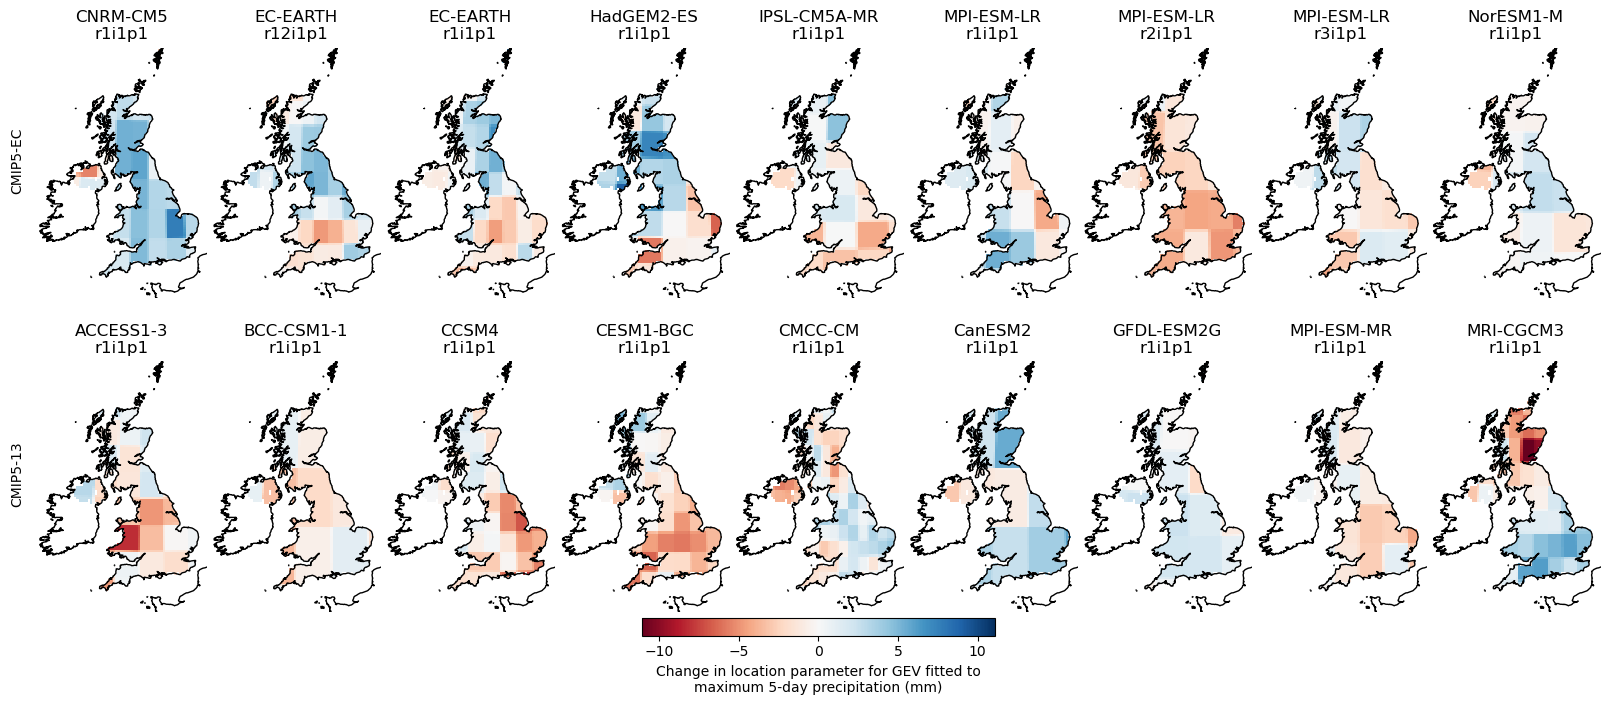 CNRM-CM5 EC-EARTH EC-EARTH HadGEM2-ES IPSL-CM5A-MR MPI-ESM-LR MPI-ESM-LR MPI-ESM-LR NorESM1-M
r1i1p1 r12i1p1 r1i1p1 r1i1p1 r1i1p1 r1i1p1 r2i1p1 r3i1p1 r1i1p1
CMIP5-EC
ACCESS1-3 BCC-CSM1-1 CCSM4 CESM1-BGC CMCC-CM CanESM2 GFDL-ESM2G MPI-ESM-MR MRI-CGCM3
r1i1p1 r1i1p1 r1i1p1 r1i1p1 r1i1p1 r1i1p1 r1i1p1 r1i1p1 r1i1p1
CMIP5-13
−10 −5 0 5 10
Change in location parameter for GEV fitted to
maximum 5-day precipitation (mm)